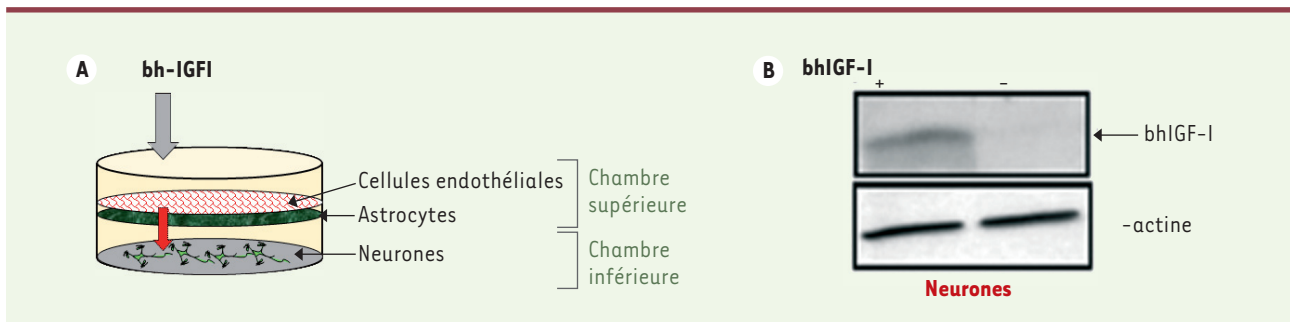 A
bh-IGFI
Cellules endothéliales
Astrocytes
Neurones
Chambre
supérieure
Chambre
inférieure
B
bhIGF-I
+ –
bhIGF-I
-actine
Neurones